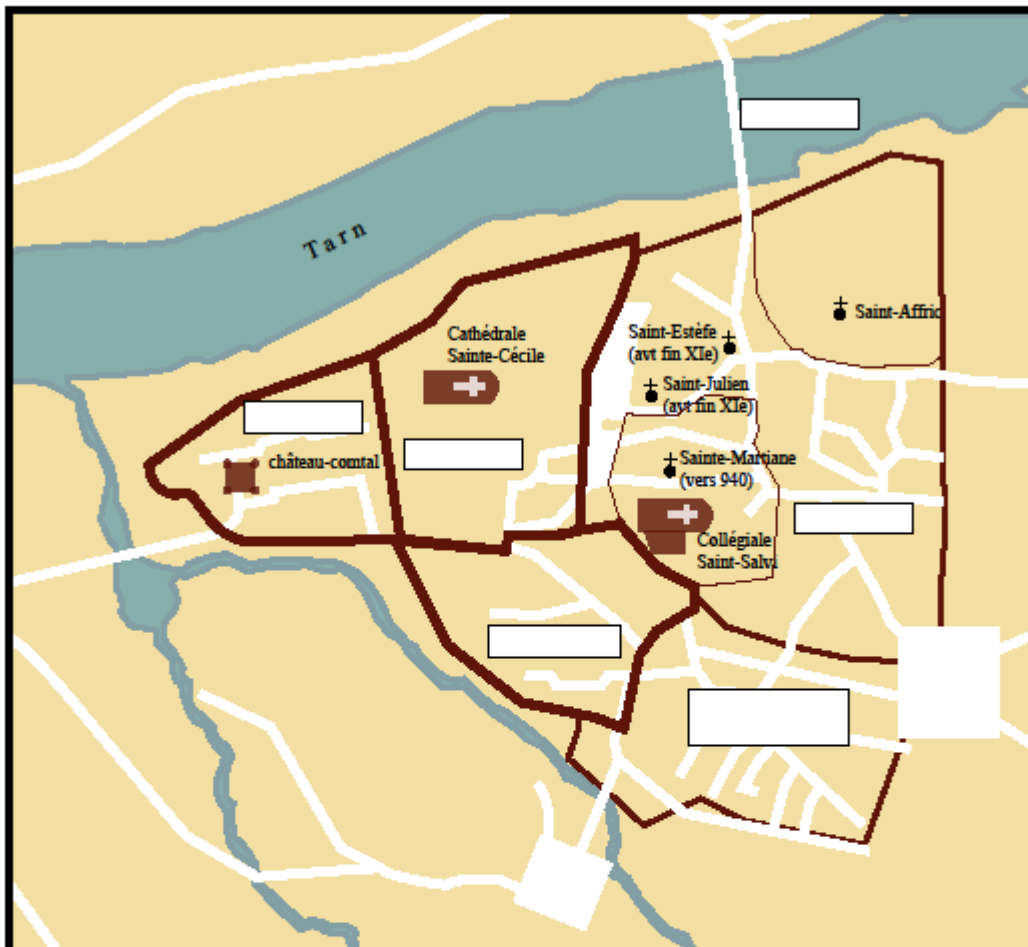 Tarn
Saint-Affric
Saint-Estèfe
(avt fin XIe)
Cathédrale
Sainte-Cécile
Saint-Julien
(avt fin XIe)
château-comtal
Sainte-Martiane
(vers 940)
Collégiale
Saint-Salvi